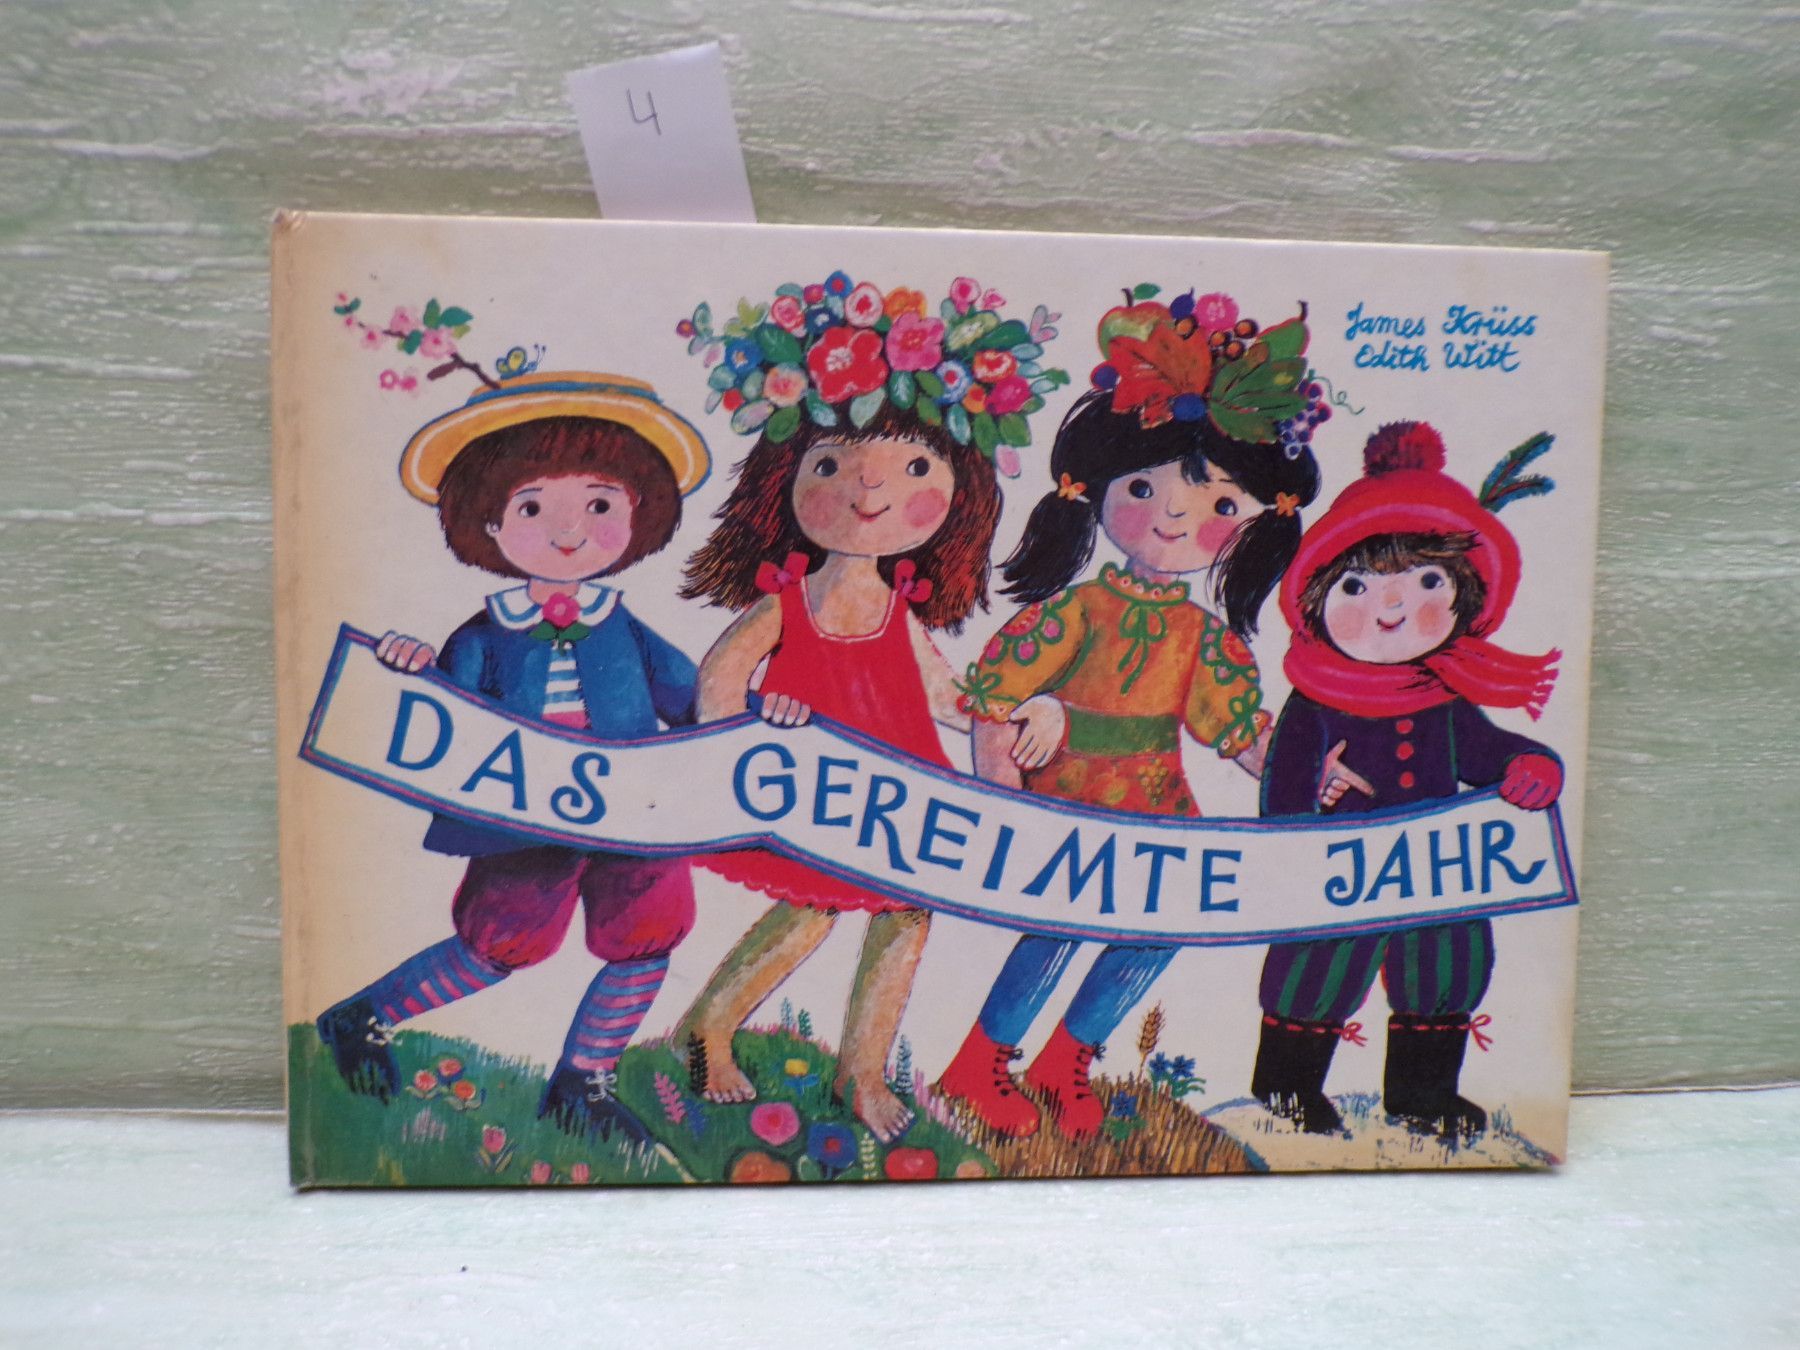 4
James Krüss
Edith Witt
DAS GEREIMTE JAHR